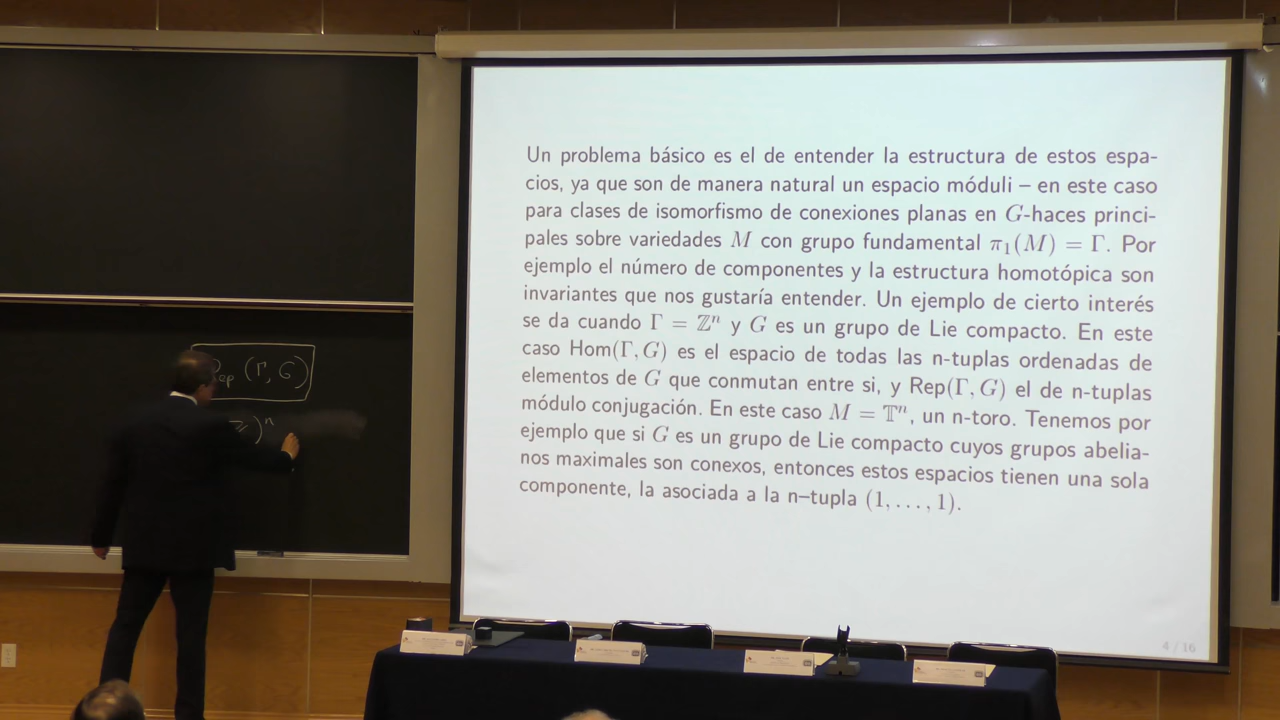 Rep (Γ, G)
)ⁿ
Un problema básico es el de entender la estructura de estos espa-
cios, ya que son de manera natural un espacio móduli – en este caso
para clases de isomorfismo de conexiones planas en G-haces princi-
pales sobre variedades M con grupo fundamental π₁(M) = Γ. Por
ejemplo el número de componentes y la estructura homotópica son
invariantes que nos gustaría entender. Un ejemplo de cierto interés
se da cuando Γ = ℤⁿ y G es un grupo de Lie compacto. En este
caso Hom(Γ, G) es el espacio de todas las n-tuplas ordenadas de
elementos de G que conmutan entre si, y Rep(Γ, G) el de n-tuplas
módulo conjugación. En este caso M = 𝕋ⁿ, un n-toro. Tenemos por
ejemplo que si G es un grupo de Lie compacto cuyos grupos abelia-
nos maximales son conexos, entonces estos espacios tienen una sola
componente, la asociada a la n–tupla (1, . . . , 1).
4 / 16